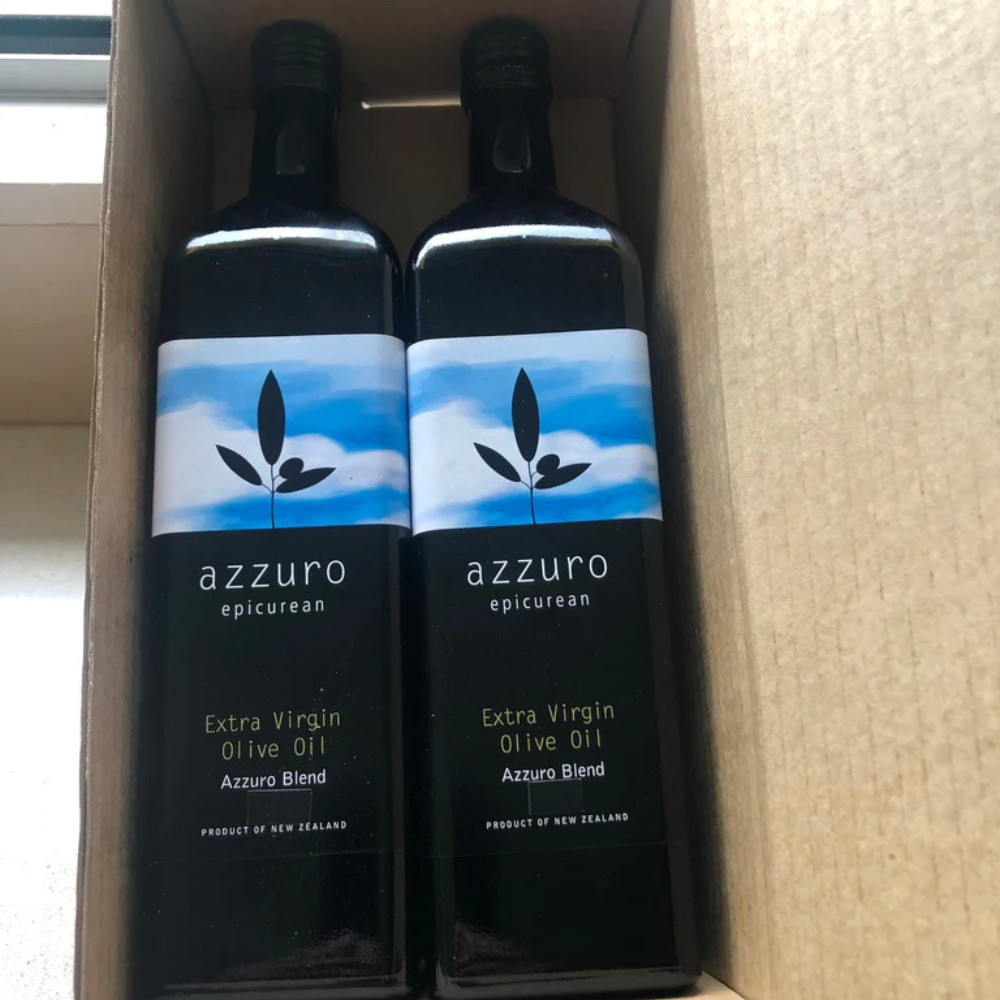 azzuro
epicurean
Extra Virgin
Olive Oil
Azzuro Blend
PRODUCT OF NEW ZEALAND
azzuro
epicurean
Extra Virgin
Olive Oil
Azzuro Blend
PRODUCT OF NEW ZEALAND